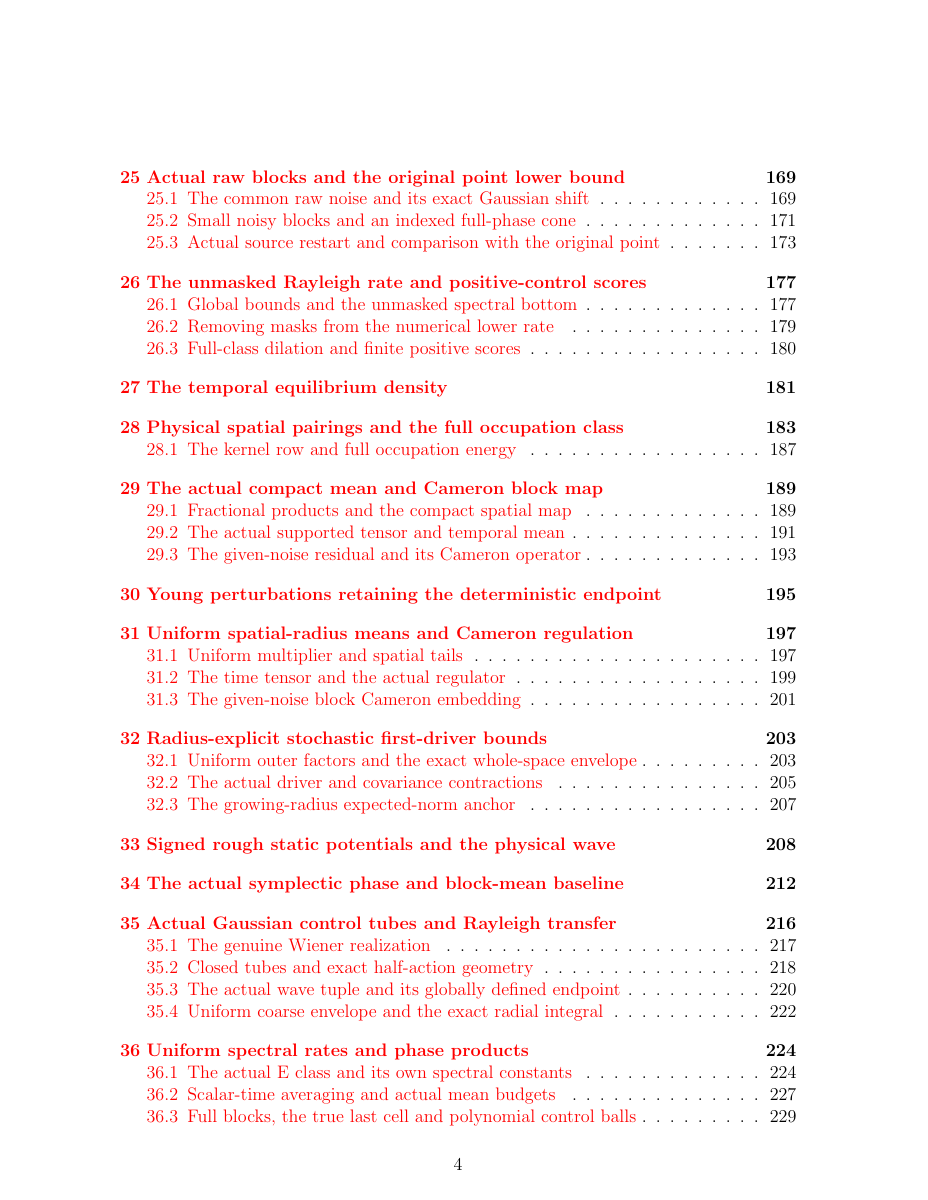 25 Actual raw blocks and the original point lower bound 169
25.1 The common raw noise and its exact Gaussian shift . . . . . . . . . . . . 169
25.2 Small noisy blocks and an indexed full-phase cone . . . . . . . . . . . . . 171
25.3 Actual source restart and comparison with the original point . . . . . . . 173
26 The unmasked Rayleigh rate and positive-control scores 177
26.1 Global bounds and the unmasked spectral bottom . . . . . . . . . . . . . 177
26.2 Removing masks from the numerical lower rate . . . . . . . . . . . . . . 179
26.3 Full-class dilation and finite positive scores . . . . . . . . . . . . . . . . . 180
27 The temporal equilibrium density 181
28 Physical spatial pairings and the full occupation class 183
28.1 The kernel row and full occupation energy . . . . . . . . . . . . . . . . . 187
29 The actual compact mean and Cameron block map 189
29.1 Fractional products and the compact spatial map . . . . . . . . . . . . . 189
29.2 The actual supported tensor and temporal mean . . . . . . . . . . . . . . 191
29.3 The given-noise residual and its Cameron operator . . . . . . . . . . . . . 193
30 Young perturbations retaining the deterministic endpoint 195
31 Uniform spatial-radius means and Cameron regulation 197
31.1 Uniform multiplier and spatial tails . . . . . . . . . . . . . . . . . . . . . 197
31.2 The time tensor and the actual regulator . . . . . . . . . . . . . . . . . . 199
31.3 The given-noise block Cameron embedding . . . . . . . . . . . . . . . . . 201
32 Radius-explicit stochastic first-driver bounds 203
32.1 Uniform outer factors and the exact whole-space envelope . . . . . . . . . 203
32.2 The actual driver and covariance contractions . . . . . . . . . . . . . . . 205
32.3 The growing-radius expected-norm anchor . . . . . . . . . . . . . . . . . 207
33 Signed rough static potentials and the physical wave 208
34 The actual symplectic phase and block-mean baseline 212
35 Actual Gaussian control tubes and Rayleigh transfer 216
35.1 The genuine Wiener realization . . . . . . . . . . . . . . . . . . . . . . . 217
35.2 Closed tubes and exact half-action geometry . . . . . . . . . . . . . . . . 218
35.3 The actual wave tuple and its globally defined endpoint . . . . . . . . . . 220
35.4 Uniform coarse envelope and the exact radial integral . . . . . . . . . . . 222
36 Uniform spectral rates and phase products 224
36.1 The actual E class and its own spectral constants . . . . . . . . . . . . . 224
36.2 Scalar-time averaging and actual mean budgets . . . . . . . . . . . . . . 227
36.3 Full blocks, the true last cell and polynomial control balls . . . . . . . . . 229
4